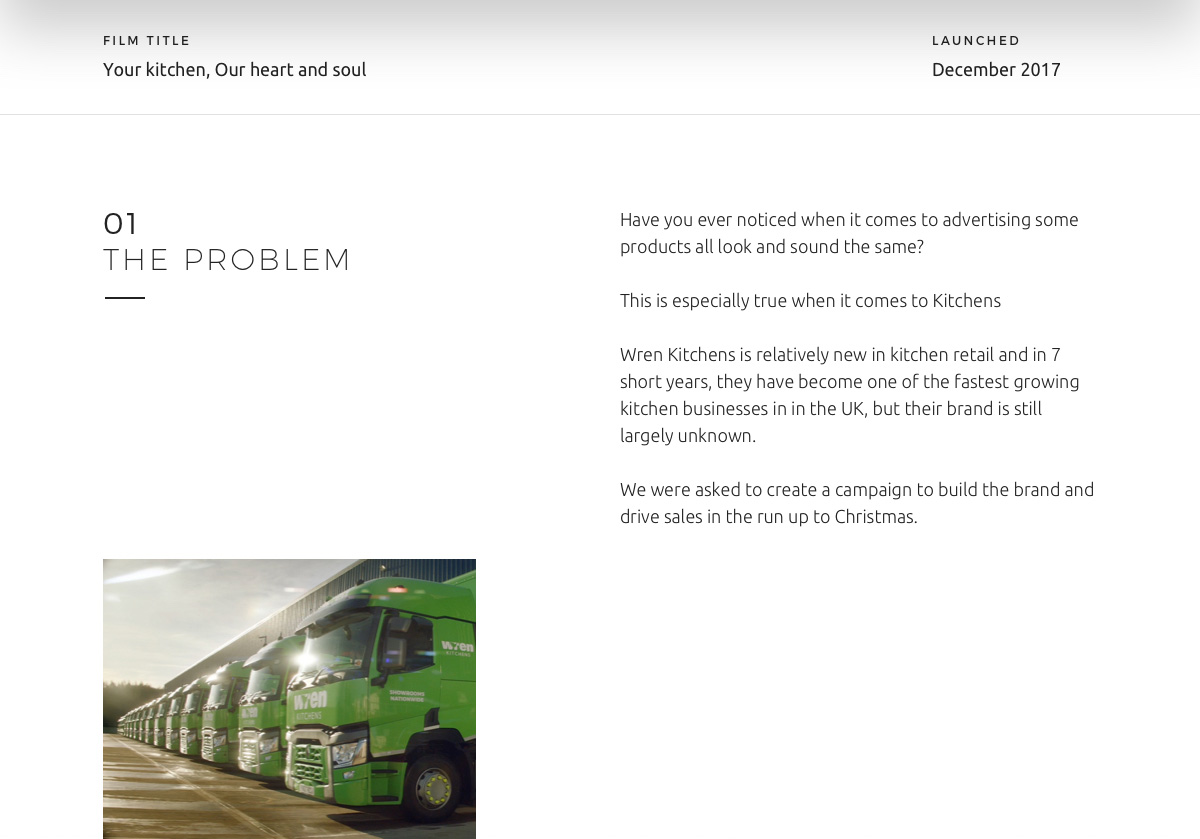 FILM TITLE
Your kitchen, Our heart and soul
LAUNCHED
December 2017
01
THE PROBLEM
Have you ever noticed when it comes to advertising some
products all look and sound the same?
This is especially true when it comes to Kitchens
Wren Kitchens is relatively new in kitchen retail and in 7
short years, they have become one of the fastest growing
kitchen businesses in in the UK, but their brand is still
largely unknown.
We were asked to create a campaign to build the brand and
drive sales in the run up to Christmas.
wren
KITCHENS
SHOWROOMS
NATIONWIDE
wren
KITCHENS